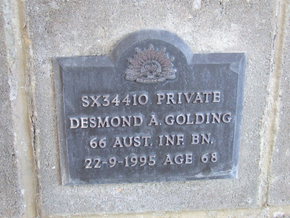 SX34410 PRIVATE
DESMOND A. GOLDING
66 AUST. INF. BN.
22-9-1995 AGE 68